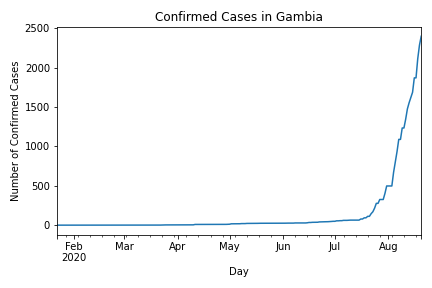 Confirmed Cases in Gambia
2500
2000
1500
1000
500
0
Number of Confirmed Cases
Feb Mar Apr May Jun Jul Aug
2020
Day